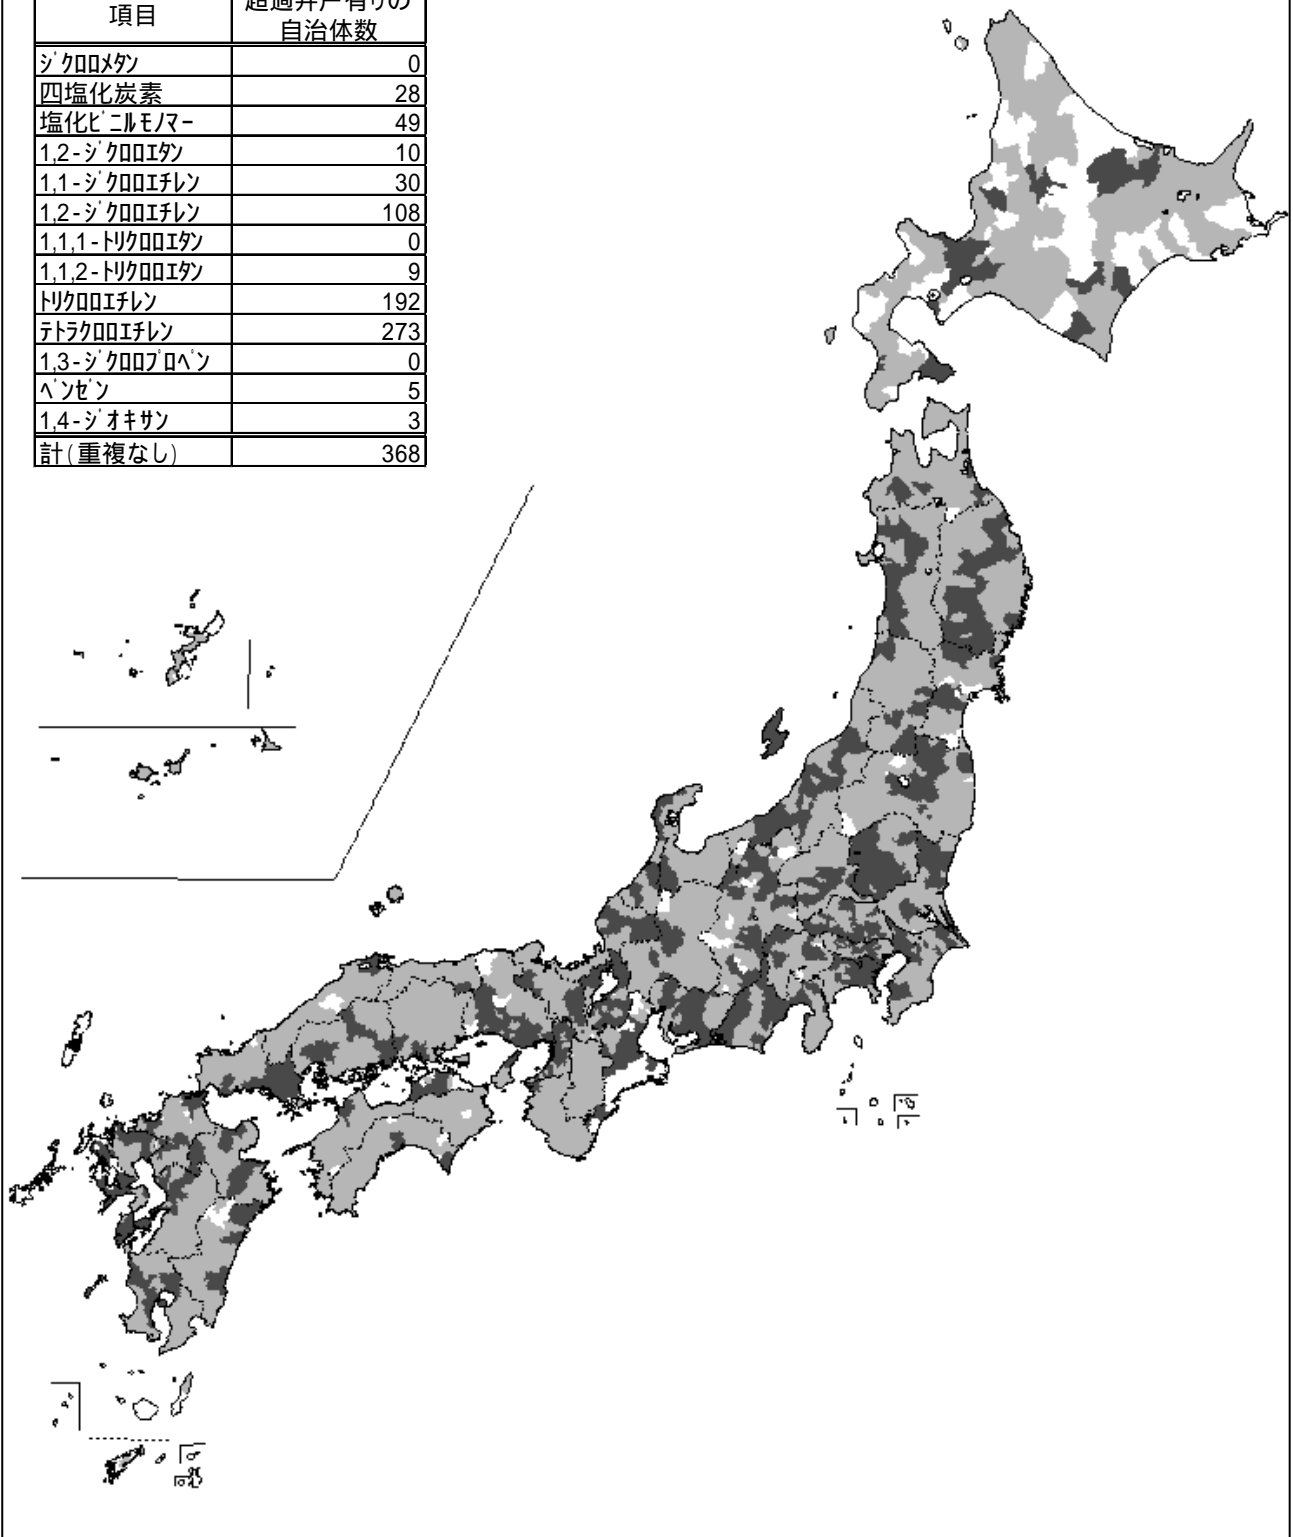 項目
超過井戸有りの
自治体数
ｼﾞｸﾛﾛﾒﾀﾝ 0
四塩化炭素 28
塩化ﾋﾞﾆﾙﾓﾉﾏｰ 49
1,2-ｼﾞｸﾛﾛｴﾀﾝ 10
1,1-ｼﾞｸﾛﾛｴﾁﾚﾝ 30
1,2-ｼﾞｸﾛﾛｴﾁﾚﾝ 108
1,1,1-ﾄﾘｸﾛﾛｴﾀﾝ 0
1,1,2-ﾄﾘｸﾛﾛｴﾀﾝ 9
ﾄﾘｸﾛﾛｴﾁﾚﾝ 192
ﾃﾄﾗｸﾛﾛｴﾁﾚﾝ 273
1,3-ｼﾞｸﾛﾛﾌﾟﾛﾍﾟﾝ 0
ﾍﾞﾝｾﾞﾝ 5
1,4-ｼﾞｵｷｻﾝ 3
計(重複なし) 368